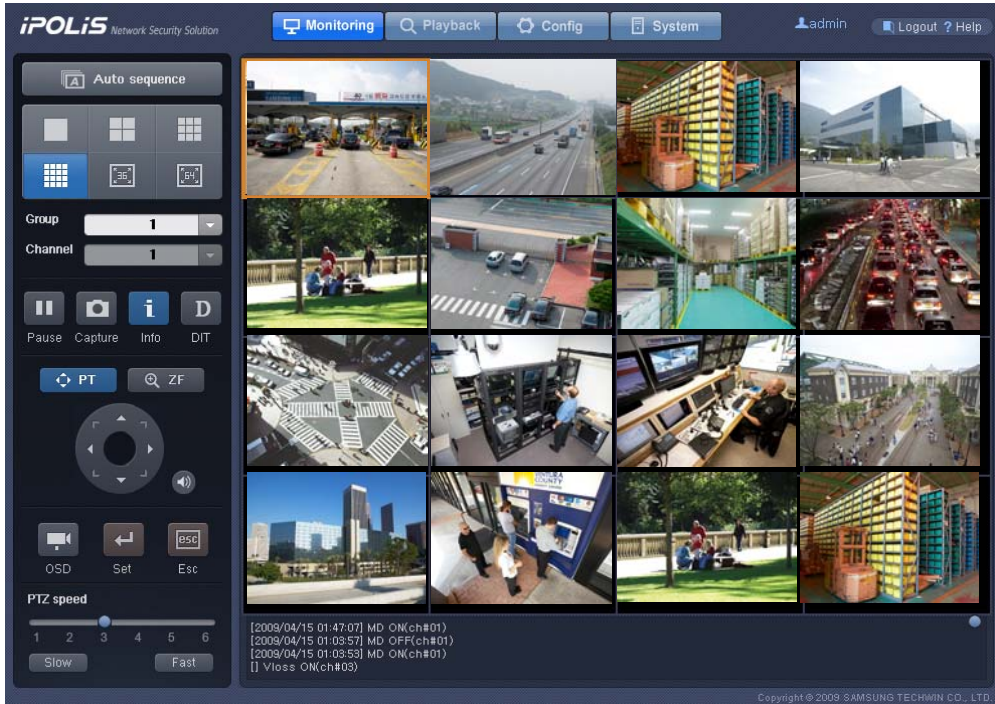 iPOLiS Network Security Solution
Monitoring
Playback
Config
System
admin
Logout
? Help
A
Auto sequence
36
64
Group 1
Channel 1
i
D
Pause
Capture
Info
DIT
PT
ZF
esc
OSD
Set
Esc
PTZ speed
1 2 3 4 5 6
Slow
Fast
COUNTY
[2009/04/15 01:47:07] MD ON(ch#01)
[2009/04/15 01:03:57] MD OFF(ch#01)
[2009/04/15 01:03:53] MD ON(ch#01)
[] Vloss ON(ch#03)
Copyright @ 2009 SAMSUNG TECHWIN CO., LTD.